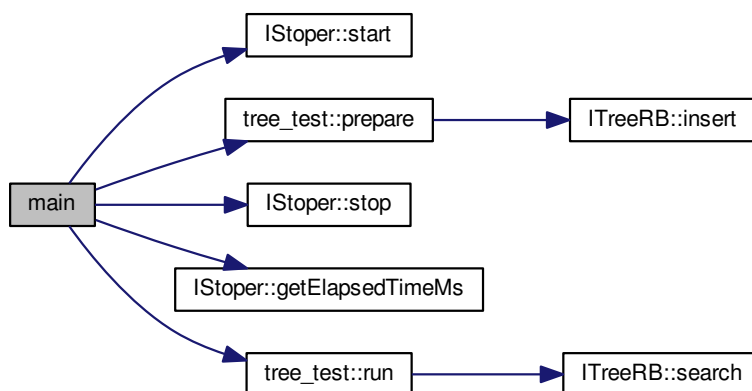 IStoper::start
tree_test::prepare
ITreeRB::insert
main
IStoper::stop
IStoper::getElapsedTimeMs
tree_test::run
ITreeRB::search